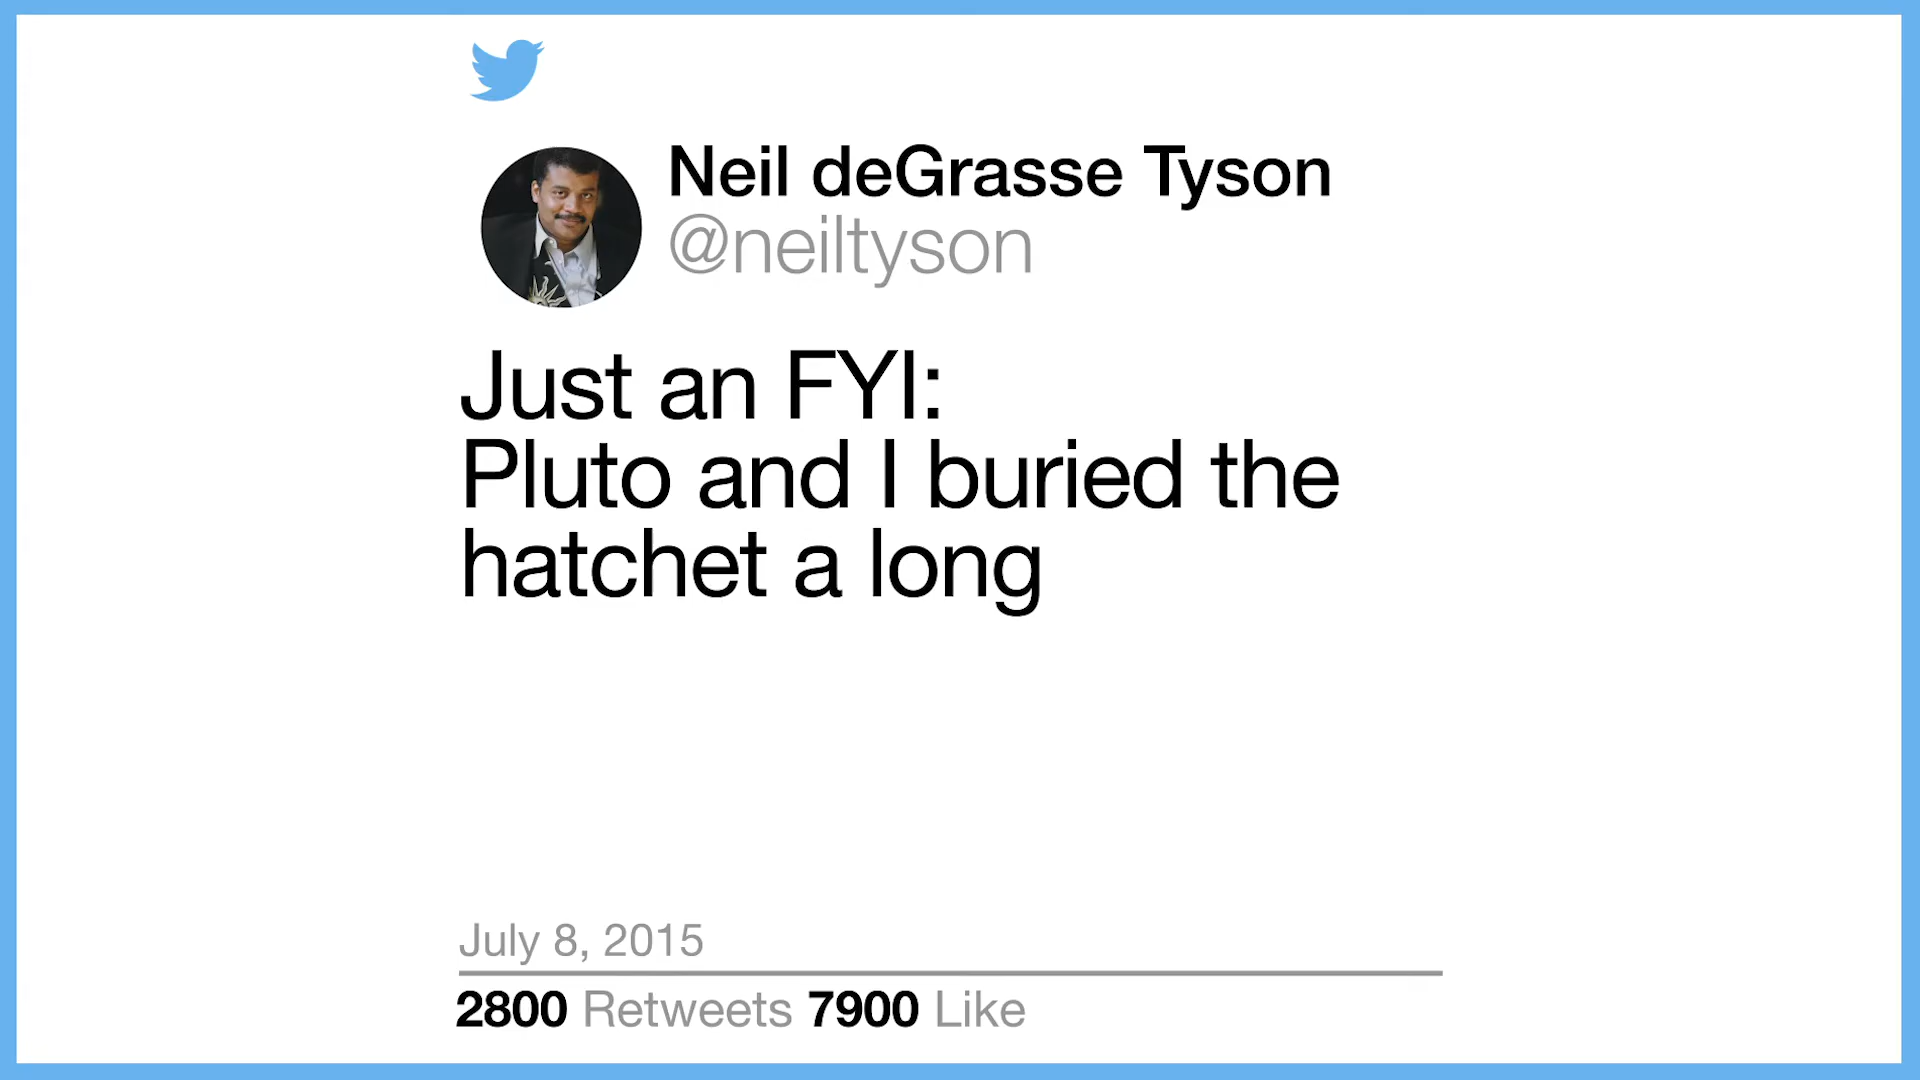 Neil deGrasse Tyson
@neiltyson
Just an FYI:
Pluto and I buried the
hatchet a long
July 8, 2015
2800 Retweets 7900 Like